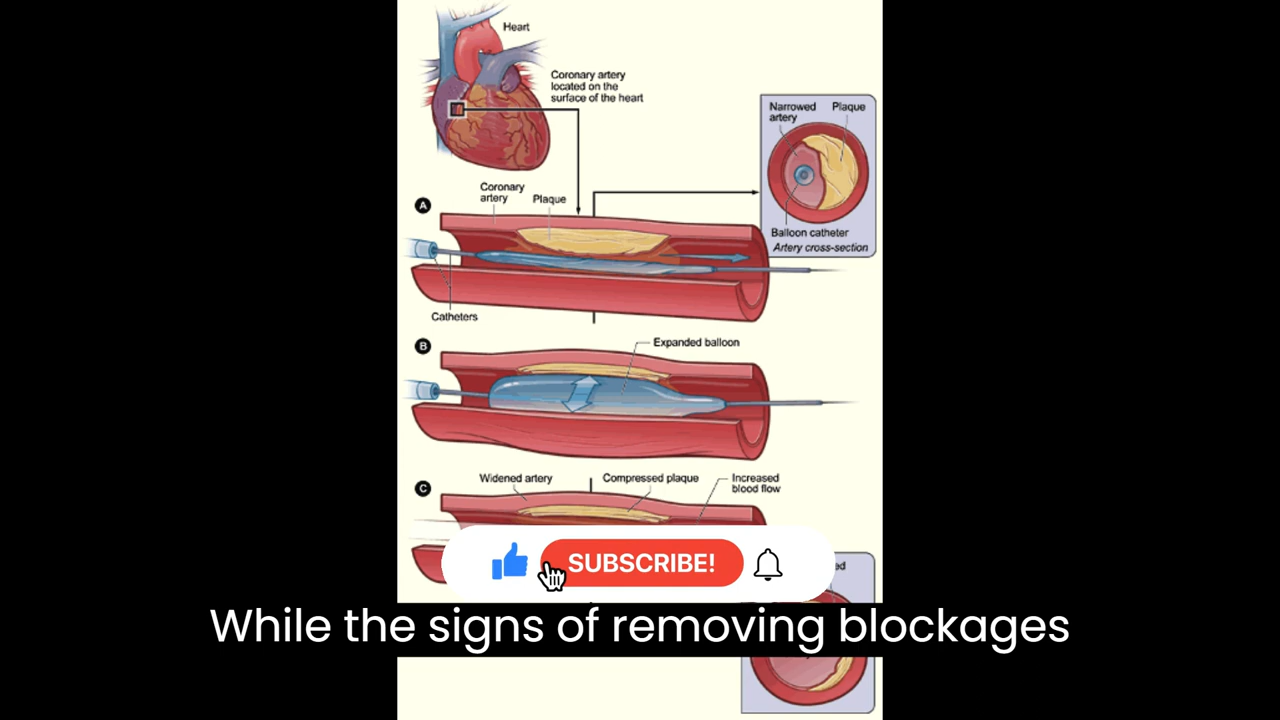 Heart
Coronary artery
located on the
surface of the heart
Narrowed
artery
Plaque
Balloon catheter
Artery cross-section
A
Coronary
artery
Plaque
Catheters
B
Expanded balloon
C
Widened artery
Compressed plaque
Increased
blood flow
SUBSCRIBE!
While the signs of removing blockages